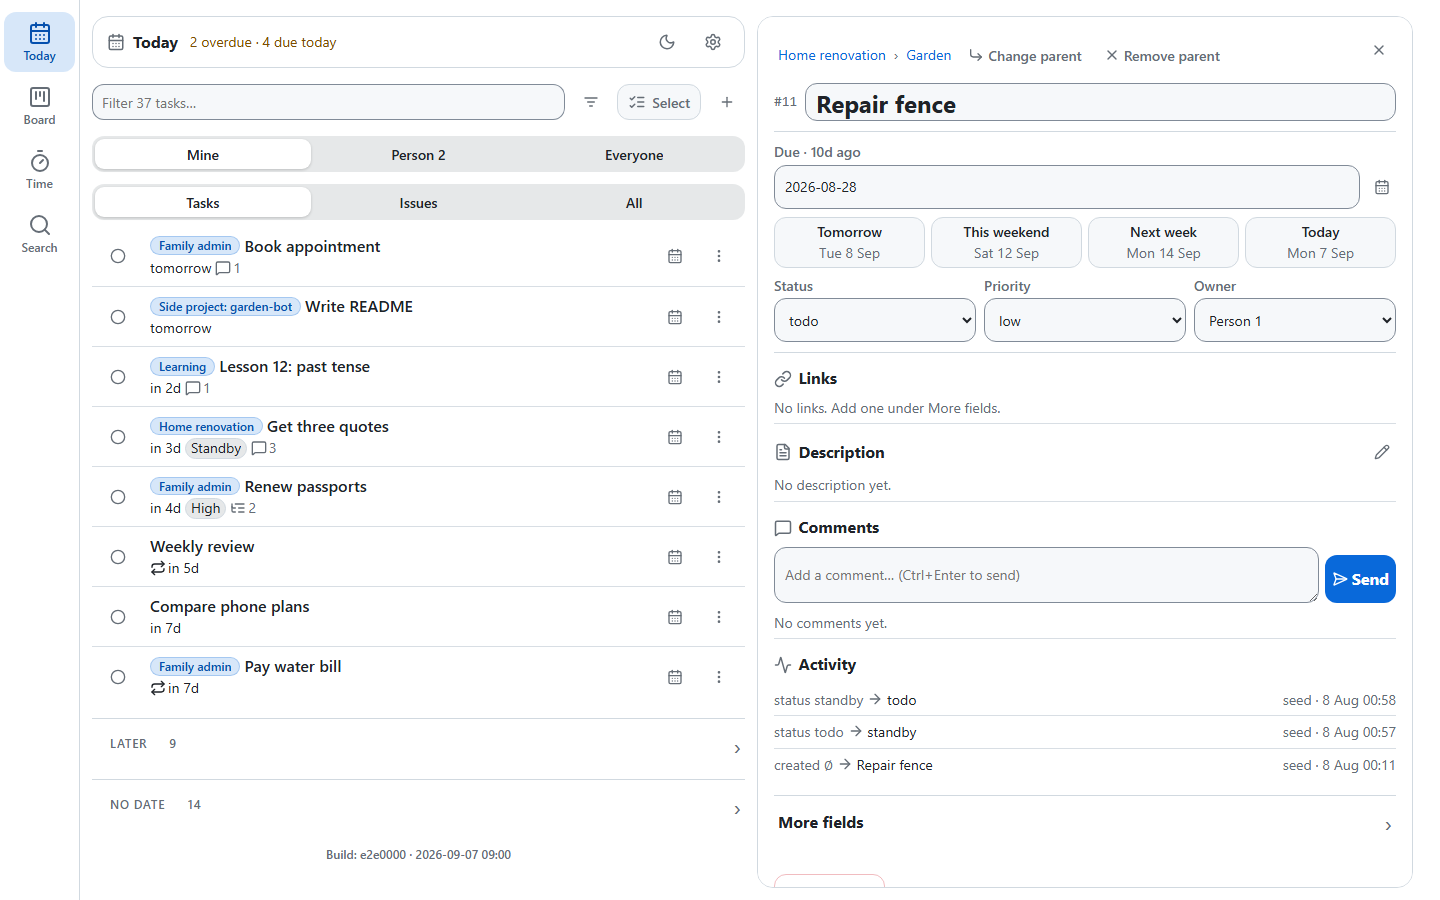 Today
Board
Time
Search
Today 2 overdue · 4 due today
Filter 37 tasks...
Select
Mine Person 2 Everyone
Tasks Issues All
Family admin Book appointment
tomorrow 1
Side project: garden-bot Write README
tomorrow
Learning Lesson 12: past tense
in 2d 1
Home renovation Get three quotes
in 3d Standby 3
Family admin Renew passports
in 4d High 2
Weekly review
in 5d
Compare phone plans
in 7d
Family admin Pay water bill
in 7d
LATER 9
NO DATE 14
Build: e2e0000 · 2026-09-07 09:00
Home renovation › Garden Change parent Remove parent
#11 Repair fence
Due · 10d ago
2026-08-28
Tomorrow This weekend Next week Today
Tue 8 Sep Sat 12 Sep Mon 14 Sep Mon 7 Sep
Status Priority Owner
todo low Person 1
Links
No links. Add one under More fields.
Description
No description yet.
Comments
Add a comment... (Ctrl+Enter to send)
Send
No comments yet.
Activity
status standby → todo seed · 8 Aug 00:58
status todo → standby seed · 8 Aug 00:57
created ∅ → Repair fence seed · 8 Aug 00:11
More fields